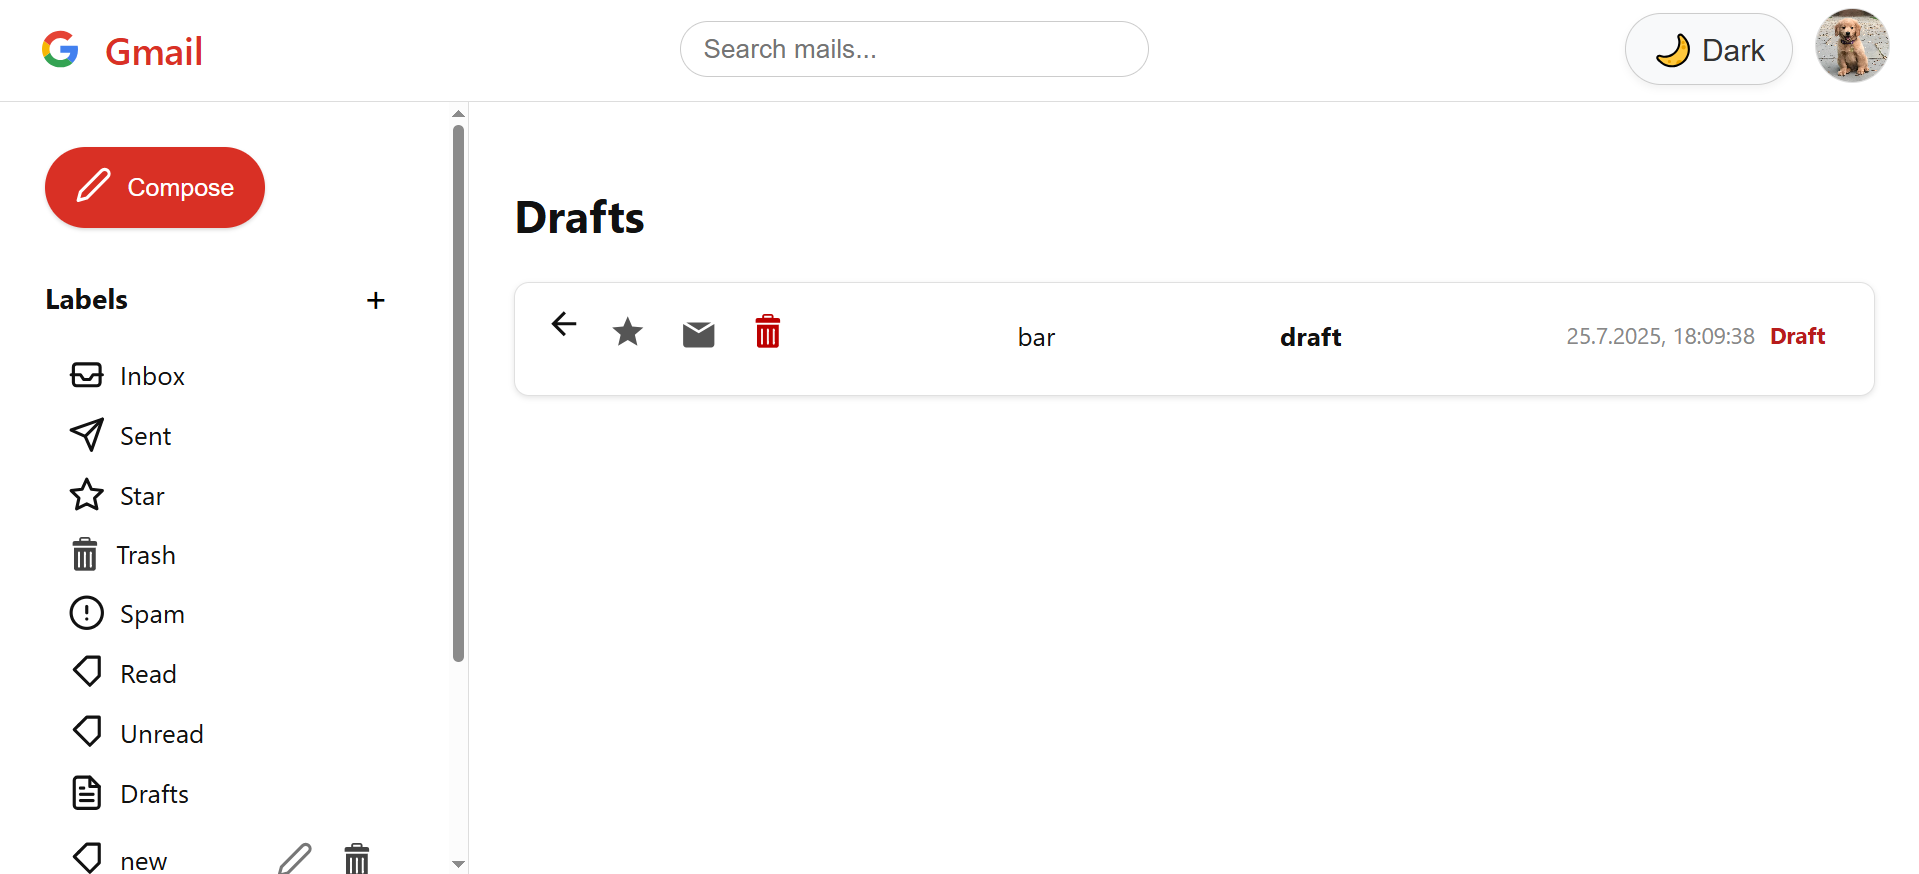 Gmail
Search mails...
Dark
Compose
Labels
+
Inbox
Sent
Star
Trash
Spam
Read
Unread
Drafts
new
Drafts
bar draft 25.7.2025, 18:09:38 Draft